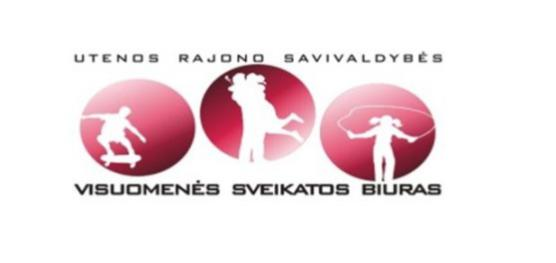 UTENOS RAJONO SAVIVALDYBĖS
VISUOMENĖS SVEIKATOS BIURAS